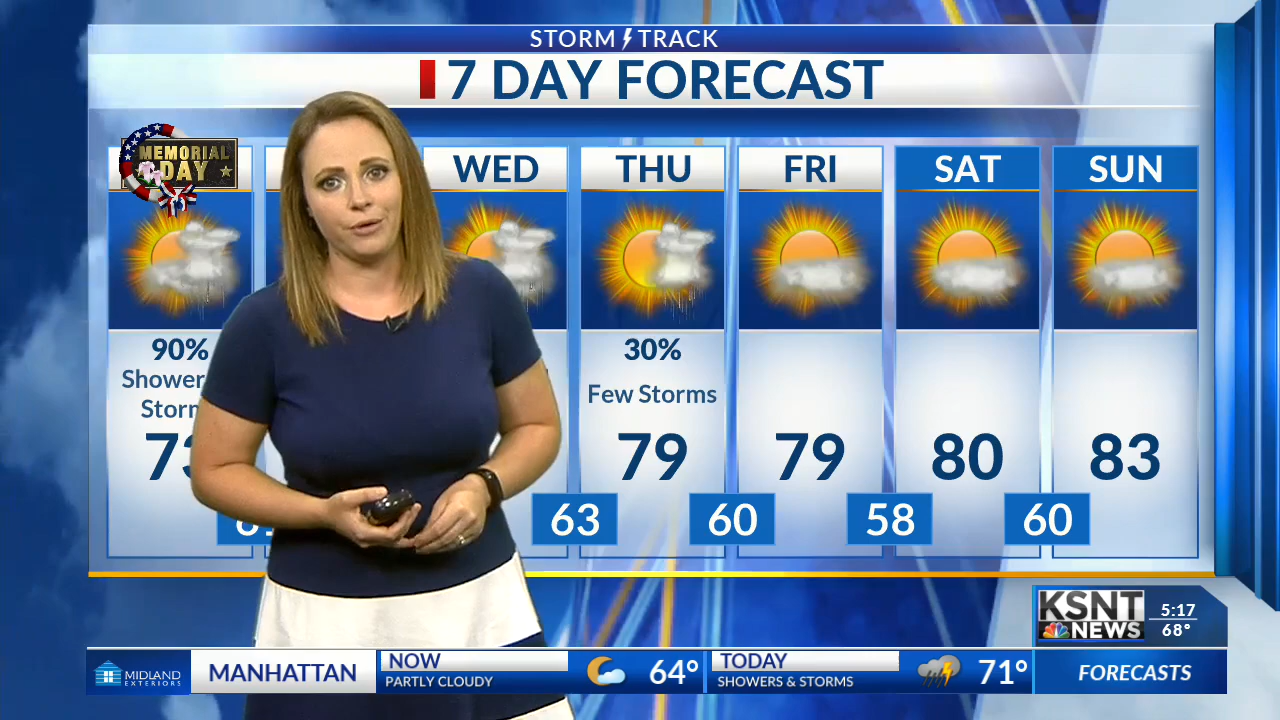 STORM TRACK
7 DAY FORECAST
MEMORIAL
DAY
WED
THU
FRI
SAT
SUN
90%
30%
Few Storms
79
79
80
83
63
60
58
60
KSNT
NEWS
5:17
68°
MIDLAND
EXTERIORS
MANHATTAN
NOW
PARTLY CLOUDY
64°
TODAY
SHOWERS & STORMS
71°
FORECASTS